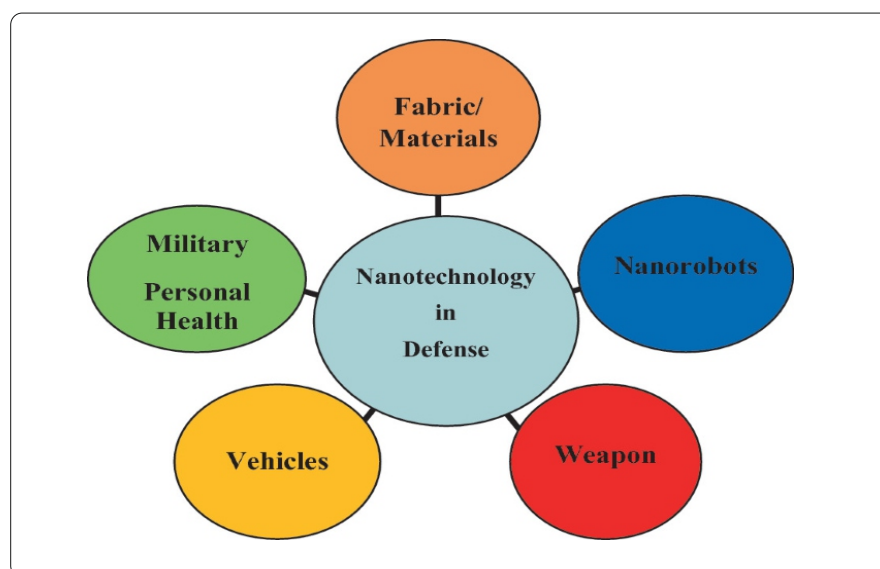 Fabric/
Materials
Military
Personal
Health
Nanotechnology
in
Defense
Nanorobots
Vehicles
Weapon